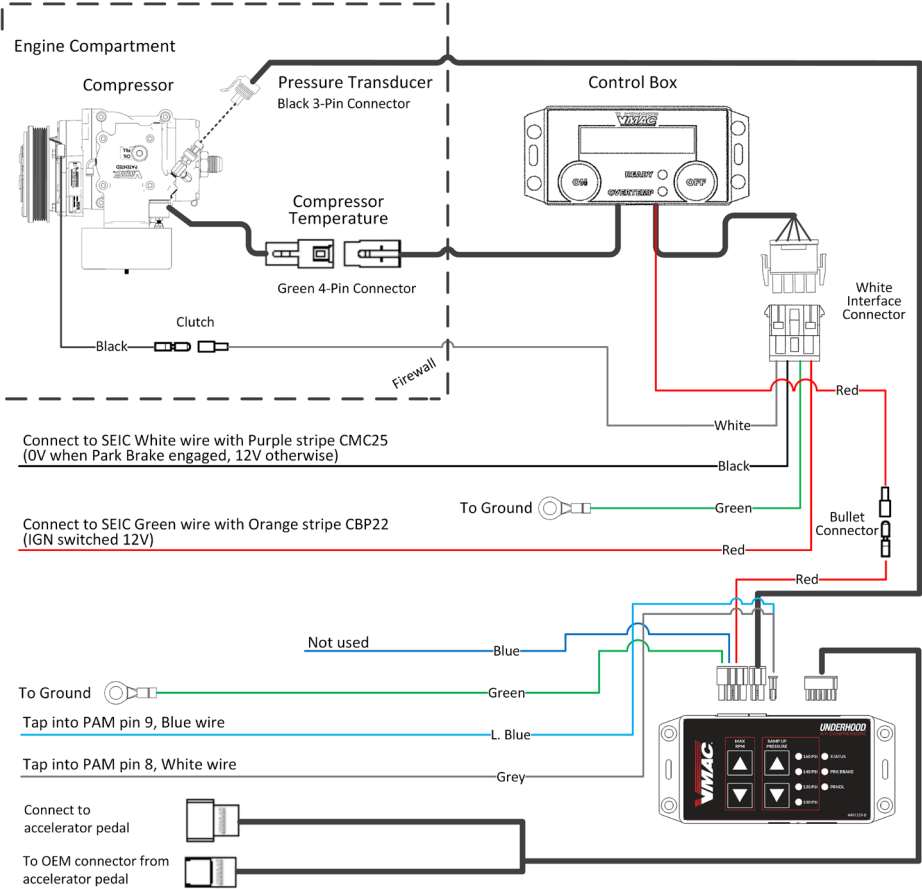 Engine Compartment
Compressor
Pressure Transducer
Black 3-Pin Connector
Control Box
VMAC
READY
ON
OVERTEMP
OFF
Compressor
Temperature
Green 4-Pin Connector
White
Interface
Connector
Clutch
Black
Firewall
Red
White
Connect to SEIC White wire with Purple stripe CMC25
(0V when Park Brake engaged, 12V otherwise)
Black
To Ground
Green
Connect to SEIC Green wire with Orange stripe CBP22
(IGN switched 12V)
Red
Bullet
Connector
Red
Not used
Blue
To Ground
Green
Tap into PAM pin 9, Blue wire
L. Blue
Tap into PAM pin 8, White wire
Grey
UNDERHOOD
AIR COMPRESSORS
VMAC
MAX
RPM
RAMP UP
PRESSURE
160 PSI
STATUS
140 PSI
PRK BRAKE
120 PSI
PRNDL
100 PSI
Connect to
accelerator pedal
To OEM connector from
accelerator pedal